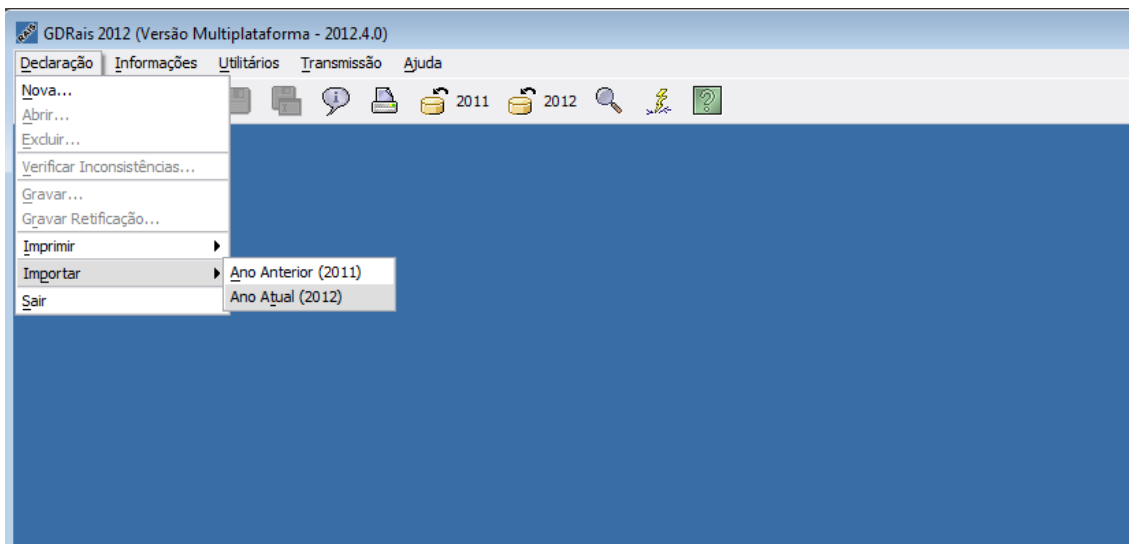 RAIS GDRais 2012 (Versão Multiplataforma - 2012.4.0)
Declaração Informações Utilitários Transmissão Ajuda
2011 2012
Nova...
Abrir...
Excluir...
Verificar Inconsistências...
Gravar...
Gravar Retificação...
Imprimir
Importar
Ano Anterior (2011)
Ano Atual (2012)
Sair